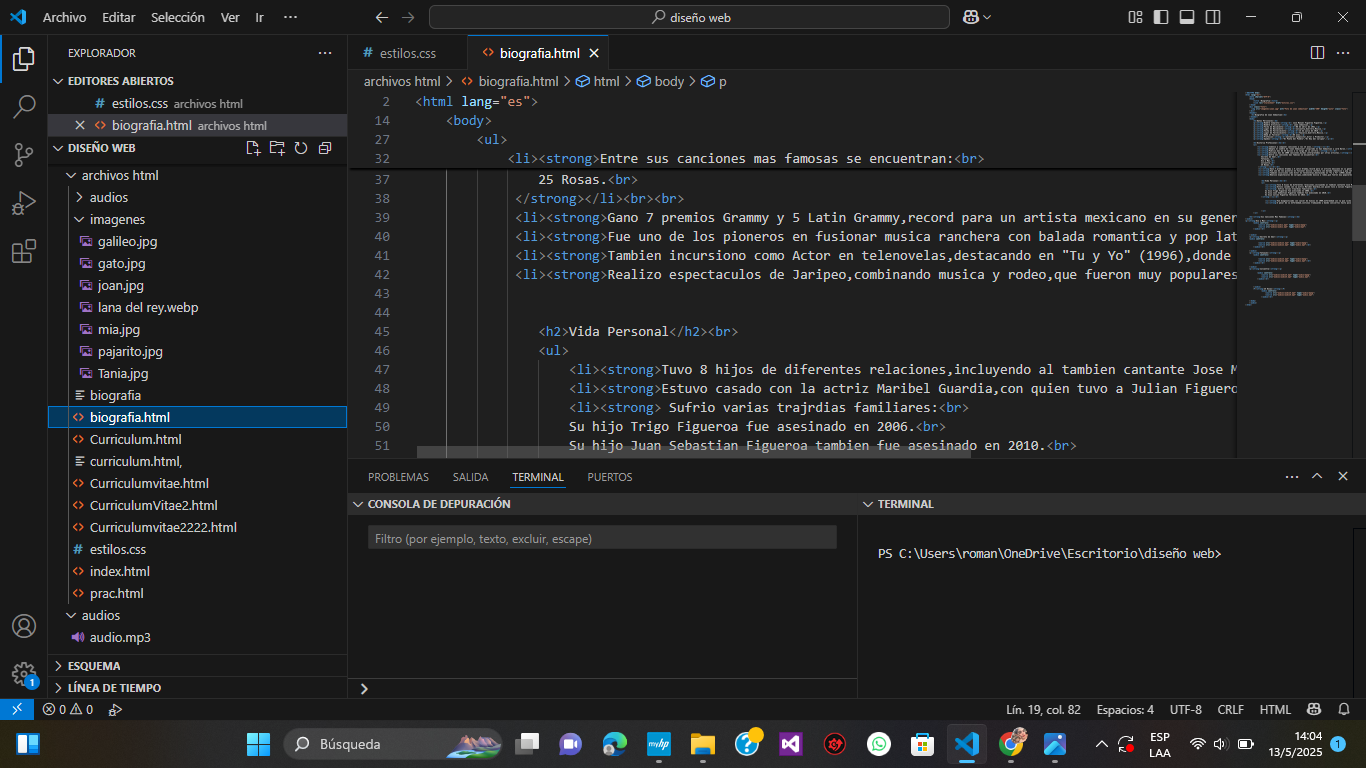 Archivo Editar Selección Ver Ir ··· diseño web
EXPLORADOR ···
EDITORES ABIERTOS
# estilos.css archivos html
biografia.html archivos html
DISEÑO WEB
archivos html
audios
imagenes
galileo.jpg
gato.jpg
joan.jpg
lana del rey.webp
mia.jpg
pajarito.jpg
Tania.jpg
biografia
biografia.html
Curriculum.html
curriculum.html,
Curriculumvitae.html
CurriculumVitae2.html
Curriculumvitae2222.html
# estilos.css
index.html
prac.html
audios
audio.mp3
ESQUEMA
LÍNEA DE TIEMPO
# estilos.css <> biografia.html
archivos html > <> biografia.html > html > body > p
2 <html lang="es">
14 <body>
27 <ul>
32 <li><strong>Entre sus canciones mas famosas se encuentran:<br>
37 25 Rosas.<br>
38 </strong></li><br><br>
39 <li><strong>Gano 7 premios Grammy y 5 Latin Grammy,record para un artista mexicano en su gener
40 <li><strong>Fue uno de los pioneros en fusionar musica ranchera con balada romantica y pop lat
41 <li><strong>Tambien incursiono como Actor en telenovelas,destacando en "Tu y Yo" (1996),donde
42 <li><strong>Realizo espectaculos de Jaripeo,combinando musica y rodeo,que fueron muy populares
43
44
45 <h2>Vida Personal</h2><br>
46 <ul>
47 <li><strong>Tuvo 8 hijos de diferentes relaciones,incluyendo al tambien cantante Jose M
48 <li><strong>Estuvo casado con la actriz Maribel Guardia,con quien tuvo a Julian Figuero
49 <li><strong> Sufrio varias trajrdias familiares:<br>
50 Su hijo Trigo Figueroa fue asesinado en 2006.<br>
51 Su hijo Juan Sebastian Figueroa tambien fue asesinado en 2010.<br>
PROBLEMAS SALIDA TERMINAL PUERTOS
CONSOLA DE DEPURACIÓN
Filtro (por ejemplo, texto, excluir, escape)
TERMINAL
PS C:\Users\roman\OneDrive\Escritorio\diseño web>
1
0 0 Lín. 19, col. 82 Espacios: 4 UTF-8 CRLF HTML
Búsqueda
myhp
ESP
LAA
14:04
13/5/2025
1